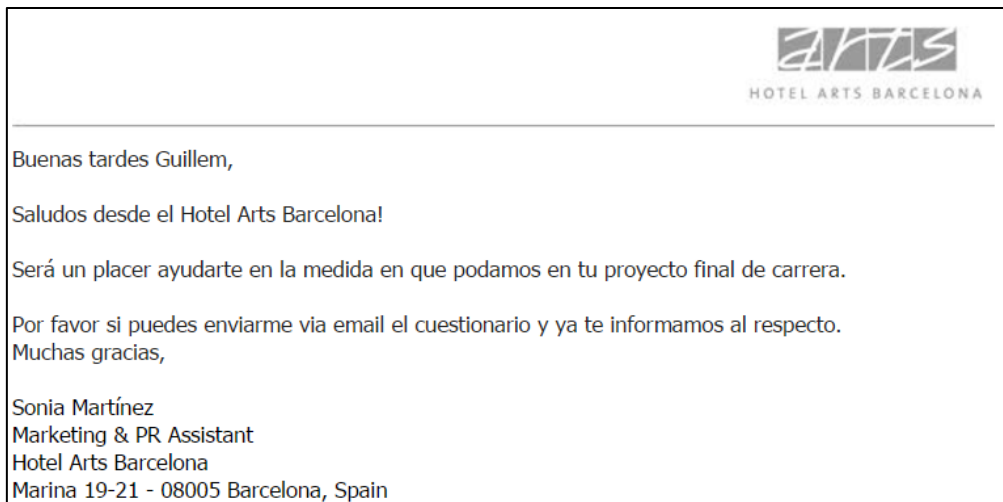 arts
HOTEL ARTS BARCELONA
Buenas tardes Guillem,
Saludos desde el Hotel Arts Barcelona!
Será un placer ayudarte en la medida en que podamos en tu proyecto final de carrera.
Por favor si puedes enviarme via email el cuestionario y ya te informamos al respecto.
Muchas gracias,
Sonia Martínez
Marketing & PR Assistant
Hotel Arts Barcelona
Marina 19-21 - 08005 Barcelona, Spain